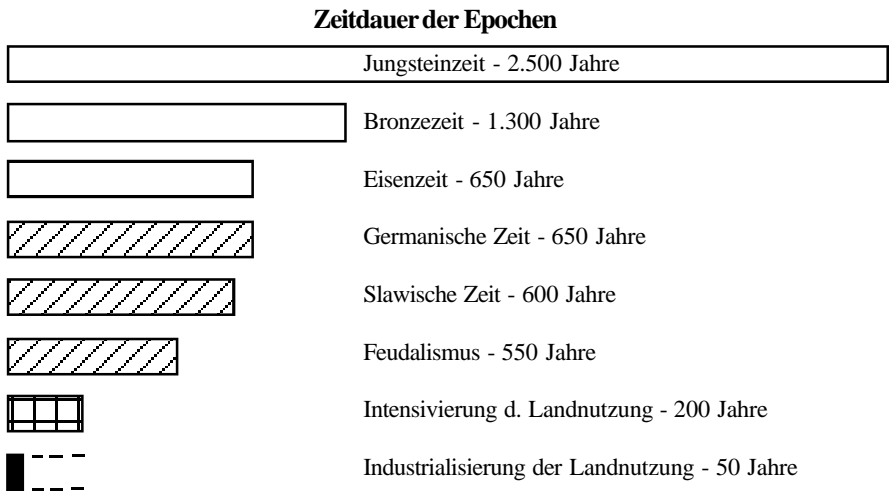 Zeitdauer der Epochen
Jungsteinzeit - 2.500 Jahre
Bronzezeit - 1.300 Jahre
Eisenzeit - 650 Jahre
Germanische Zeit - 650 Jahre
Slawische Zeit - 600 Jahre
Feudalismus - 550 Jahre
Intensivierung d. Landnutzung - 200 Jahre
Industrialisierung der Landnutzung - 50 Jahre